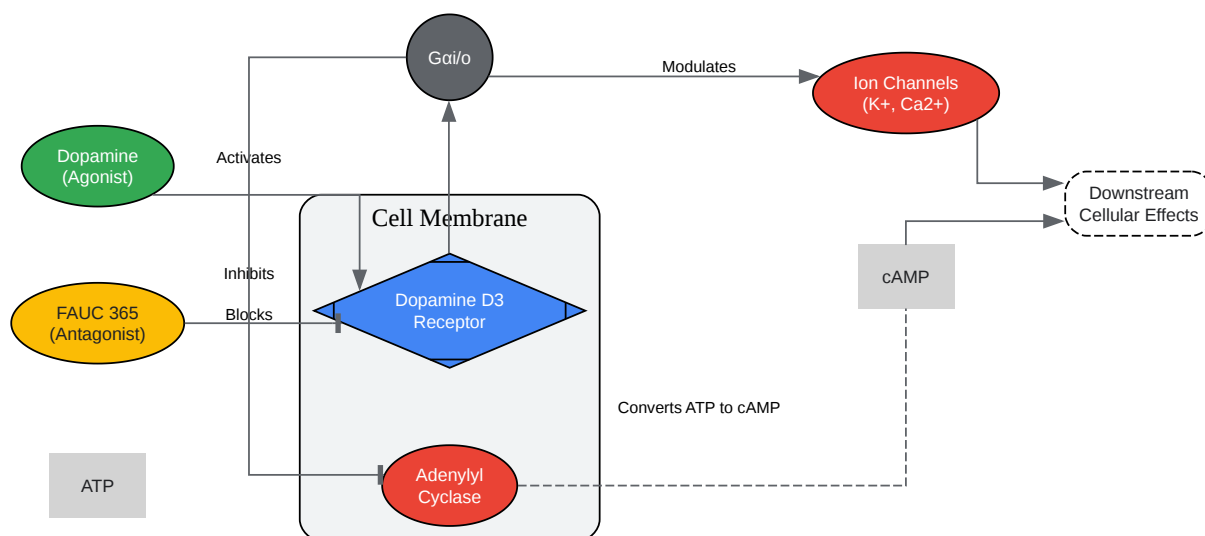 Gαi/o
Modulates
Ion Channels
(K+, Ca2+)
Dopamine
(Agonist)
Activates
Downstream
Cellular Effects
Cell Membrane
Inhibits
cAMP
Dopamine D3
Receptor
FAUC 365
(Antagonist)
Blocks
Converts ATP to cAMP
ATP
Adenylyl
Cyclase